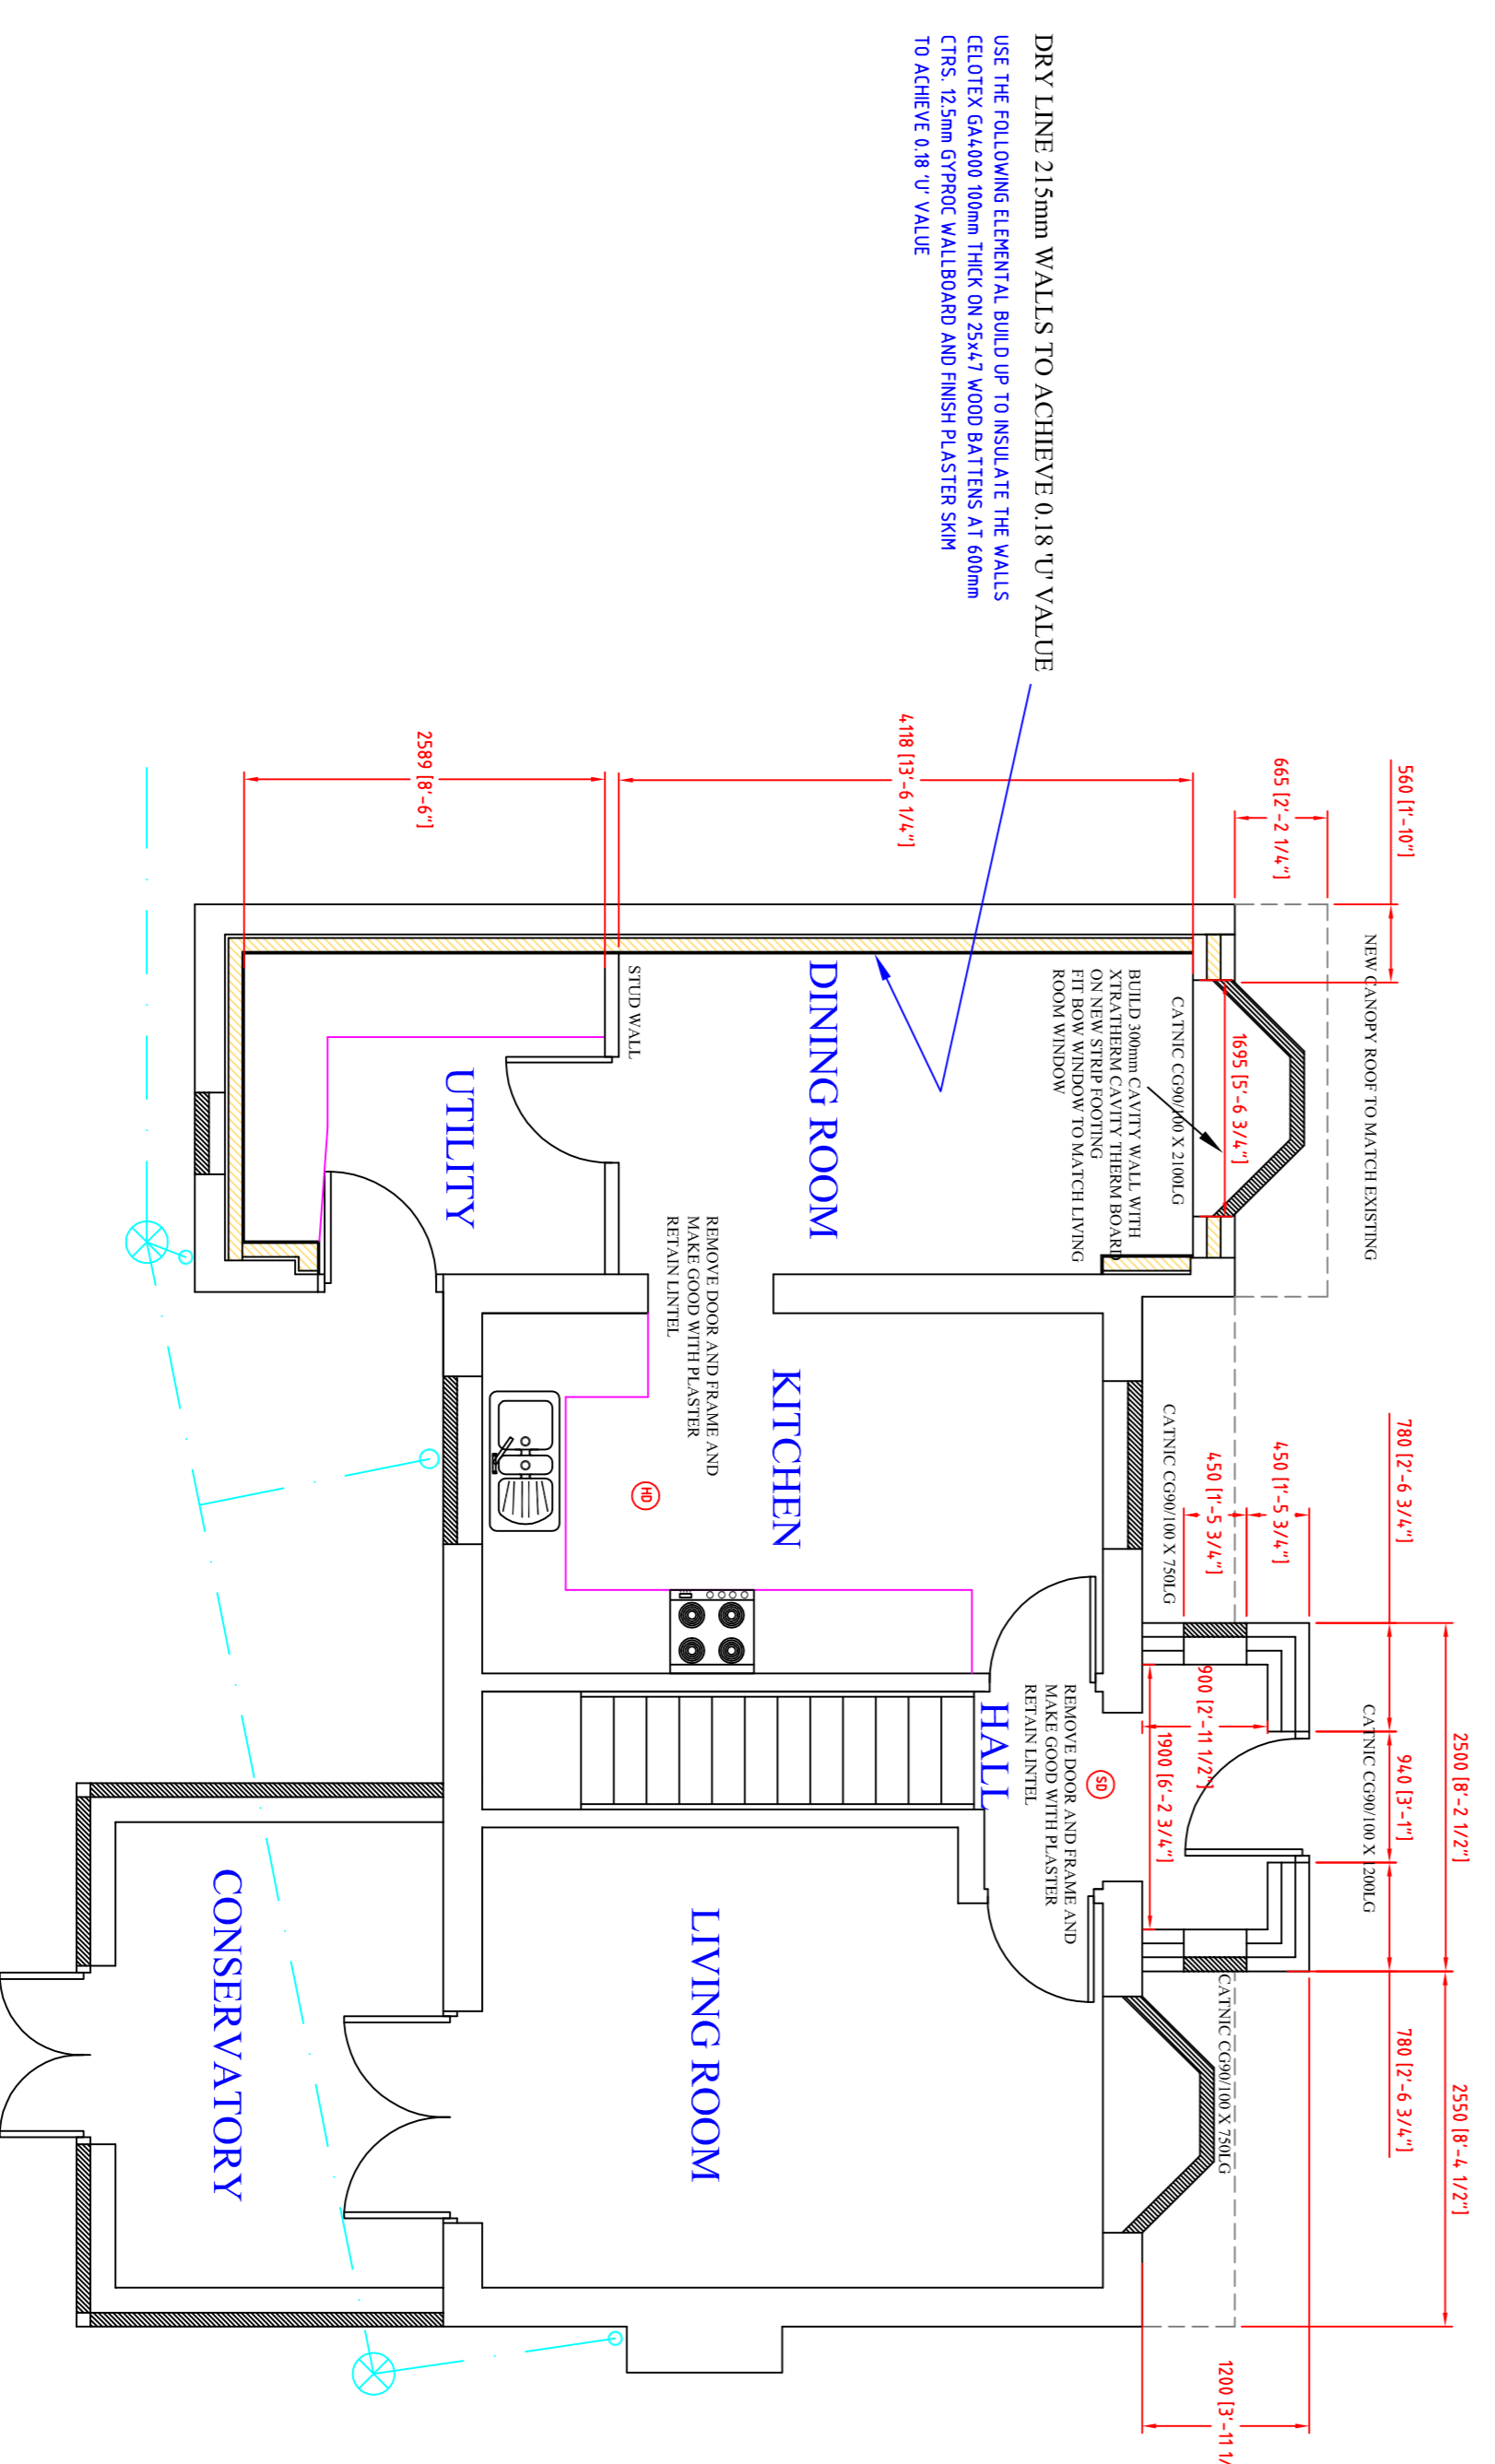 DRY LINE 215mm WALLS TO ACHIEVE 0.18 'U' VALUE
USE THE FOLLOWING ELEMENTAL BUILD UP TO INSULATE THE WALLS
CELOTEX GA4000 100mm THICK ON 25x47 WOOD BATTENS AT 600mm
CTRS. 12.5mm GYPROC WALLBOARD AND FINISH PLASTER SKIM
TO ACHIEVE 0.18 'U' VALUE
560 [1'-10"]
665 [2'-2 1/4"]
4118 [13'-6 1/4"]
2589 [8'-6"]
NEW CANOPY ROOF TO MATCH EXISTING
1695 [5'-6 3/4"]
CATNIC CG90/100 X 2100LG
BUILD 300mm CAVITY WALL WITH
XTRATHERM CAVITY THERM BOARD
ON NEW STRIP FOOTING
FIT BOW WINDOW TO MATCH LIVING
ROOM WINDOW
DINING ROOM
STUD WALL
UTILITY
REMOVE DOOR AND FRAME AND
MAKE GOOD WITH PLASTER
RETAIN LINTEL
KITCHEN
HD
780 [2'-6 3/4"]
450 [1'-5 3/4"]
450 [1'-5 3/4"]
CATNIC CG90/100 X 750LG
2500 [8'-2 1/2"]
940 [3'-1"]
CATNIC CG90/100 X 1200LG
900 [2'-11 1/2"]
1900 [6'-2 3/4"]
SD
REMOVE DOOR AND FRAME AND
MAKE GOOD WITH PLASTER
RETAIN LINTEL
HALL
2550 [8'-4 1/2"]
780 [2'-6 3/4"]
CATNIC CG90/100 X 750LG
LIVING ROOM
CONSERVATORY
1200 [3'-11 1/